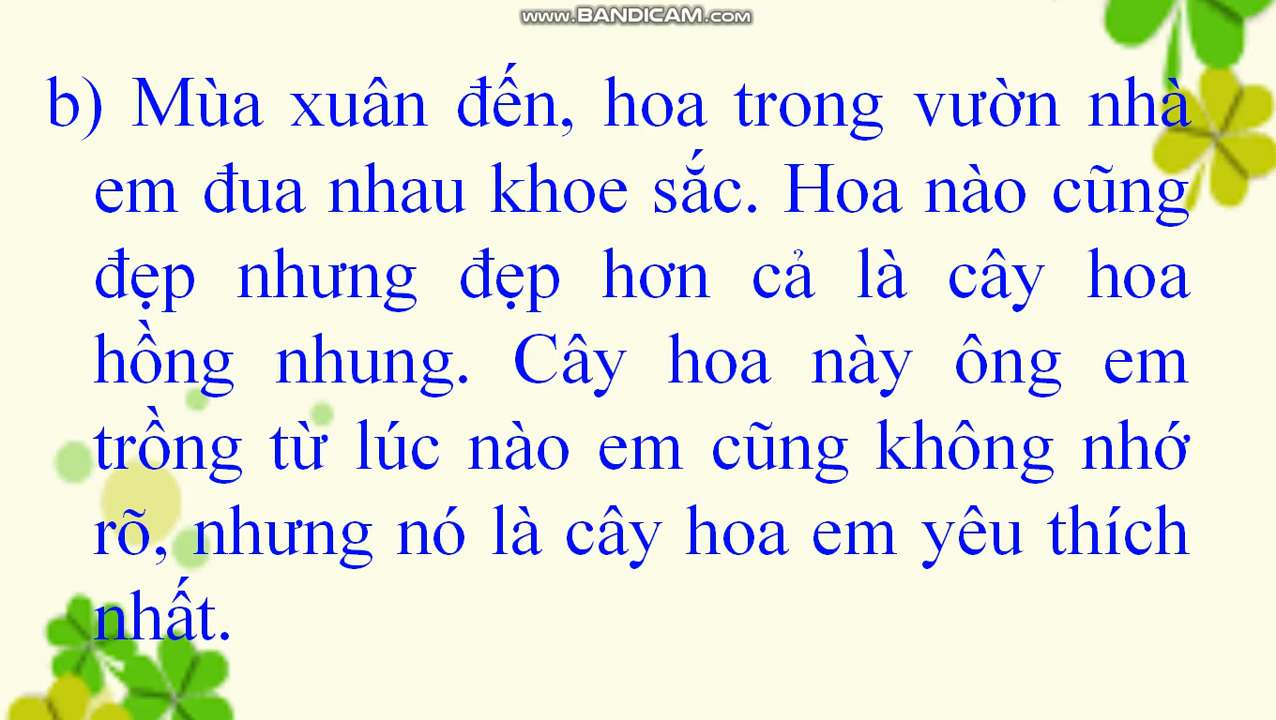 www.BANDICAM.com
b) Mùa xuân đến, hoa trong vườn nhà
em đua nhau khoe sắc. Hoa nào cũng
đẹp nhưng đẹp hơn cả là cây hoa
hồng nhung. Cây hoa này ông em
trồng từ lúc nào em cũng không nhớ
rõ, nhưng nó là cây hoa em yêu thích
nhất.